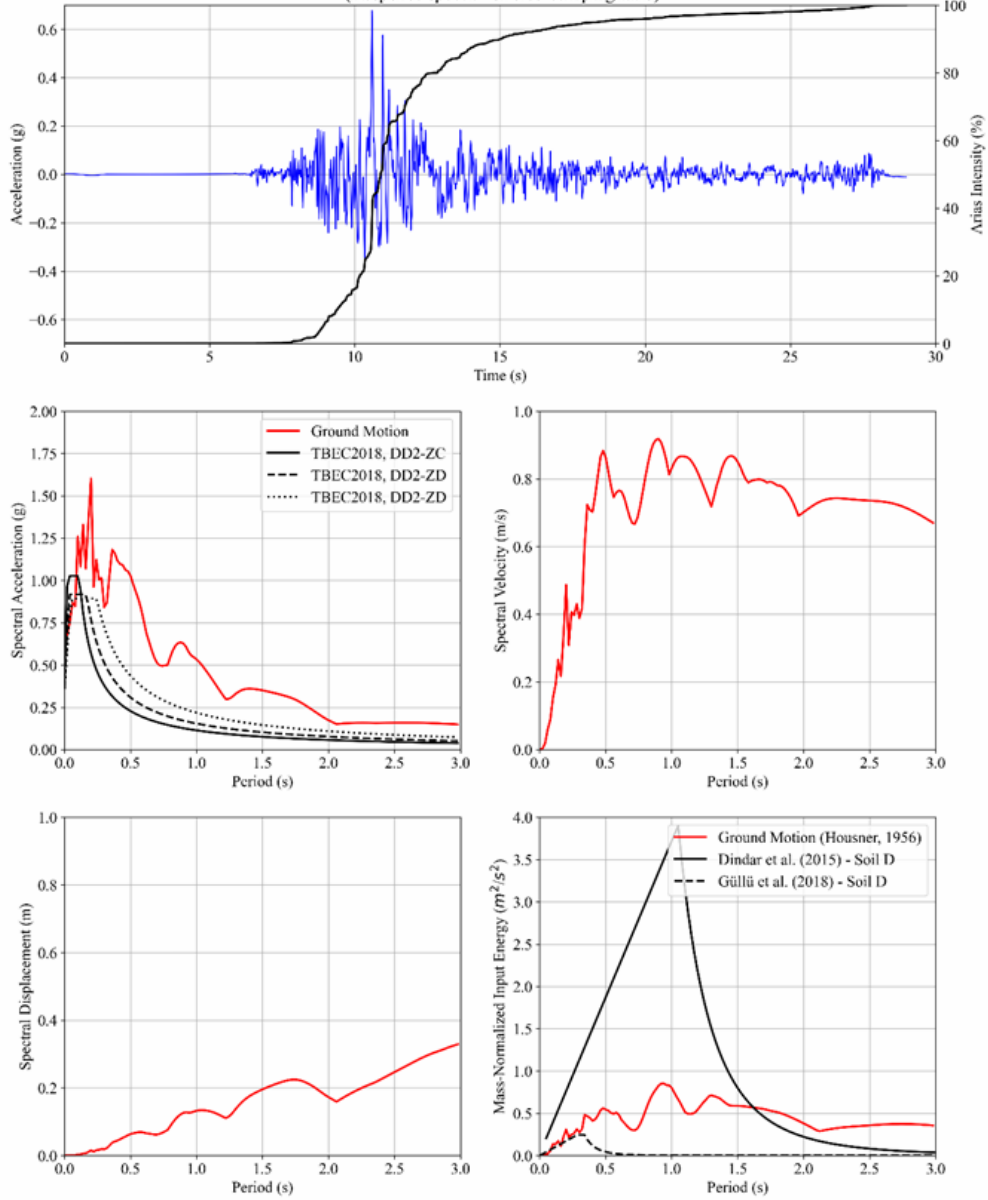 0.6
0.4
0.2
0.0
−0.2
−0.4
−0.6
Acceleration (g)
100
80
60
40
20
0
Arias Intensity (%)
0 5 10 15 20 25 30
Time (s)
2.00
1.75
1.50
1.25
1.00
0.75
0.50
0.25
0.00
Spectral Acceleration (g)
Ground Motion
TBEC2018, DD2-ZC
TBEC2018, DD2-ZD
TBEC2018, DD2-ZD
0.0 0.5 1.0 1.5 2.0 2.5 3.0
Period (s)
1.0
0.8
0.6
0.4
0.2
0.0
Spectral Velocity (m/s)
0.0 0.5 1.0 1.5 2.0 2.5 3.0
Period (s)
1.0
0.8
0.6
0.4
0.2
0.0
Spectral Displacement (m)
0.0 0.5 1.0 1.5 2.0 2.5 3.0
Period (s)
4.0
3.5
3.0
2.5
2.0
1.5
1.0
0.5
0.0
Mass-Normalized Input Energy (m²/s²)
Ground Motion (Housner, 1956)
Dindar et al. (2015) - Soil D
Güllü et al. (2018) - Soil D
0.0 0.5 1.0 1.5 2.0 2.5 3.0
Period (s)